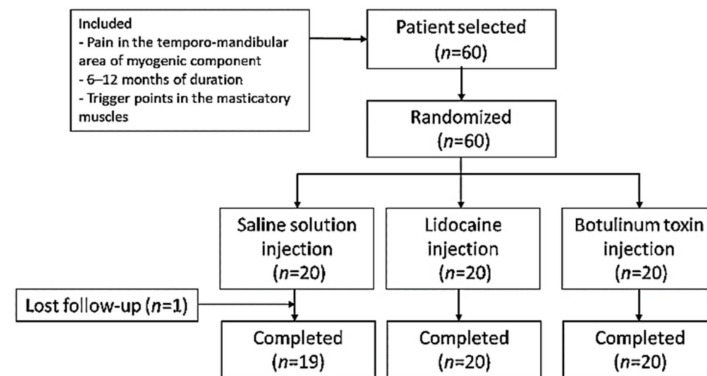 Included
- Pain in the temporo-mandibular
area of myogenic component
- 6–12 months of duration
- Trigger points in the masticatory
muscles
Patient selected
(n=60)
Randomized
(n=60)
Saline solution
injection
(n=20)
Lidocaine
injection
(n=20)
Botulinum toxin
injection
(n=20)
Lost follow-up (n=1)
Completed
(n=19)
Completed
(n=20)
Completed
(n=20)